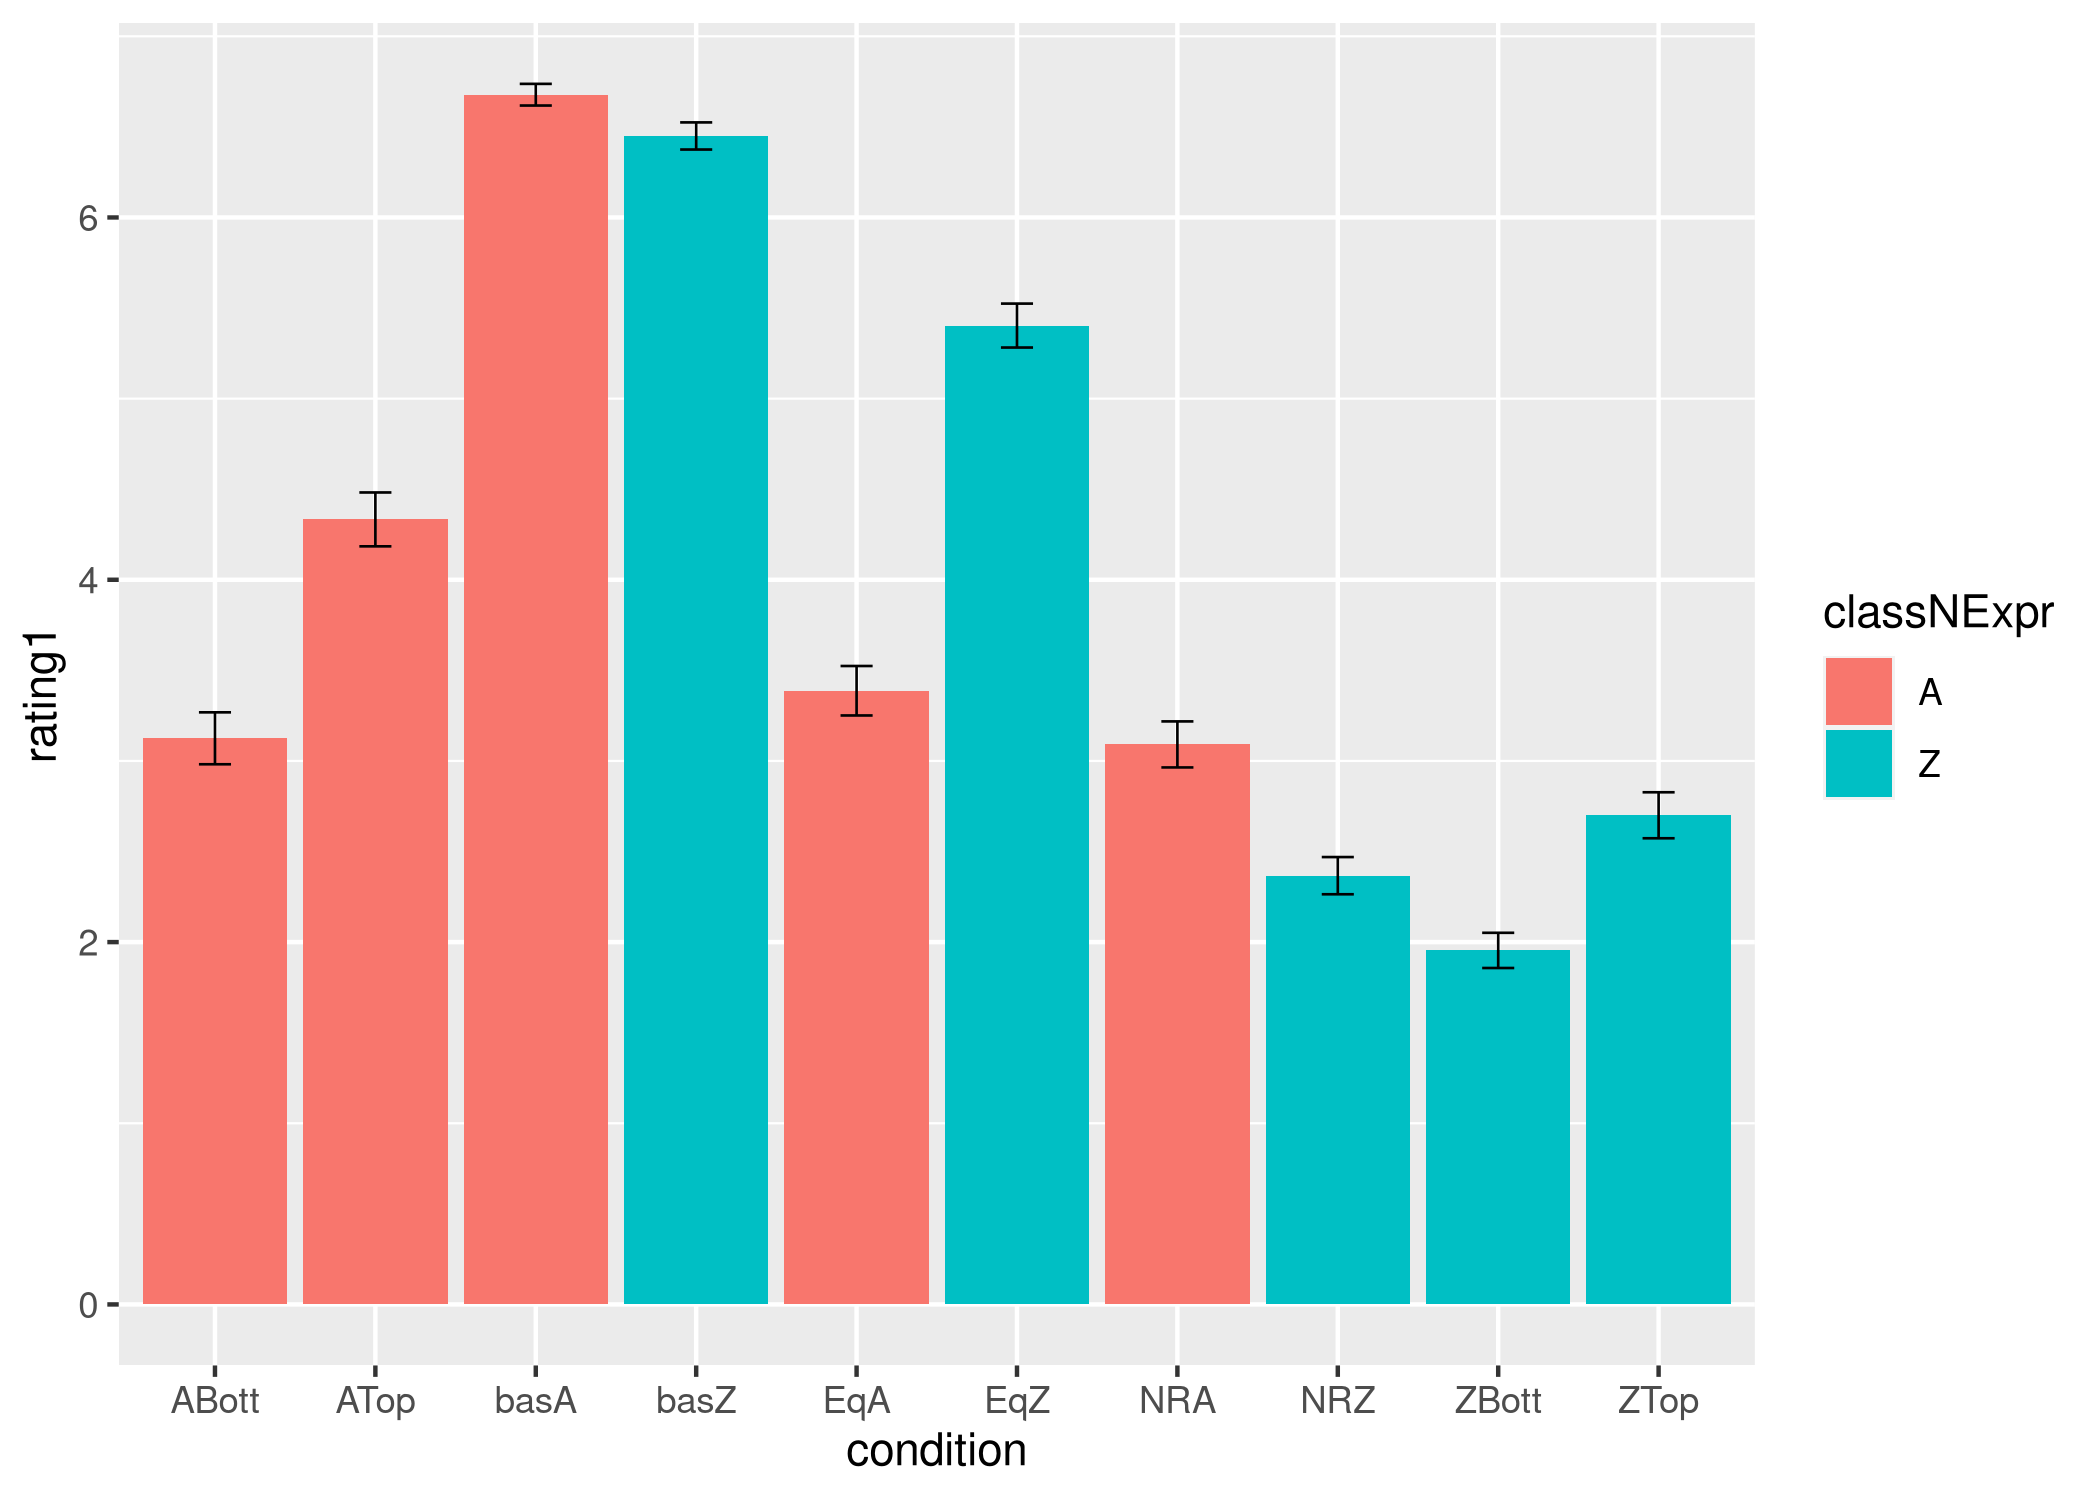 rating1
6
4
2
0
ABott ATop basA basZ EqA EqZ NRA NRZ ZBott ZTop
condition
classNExpr
A
Z